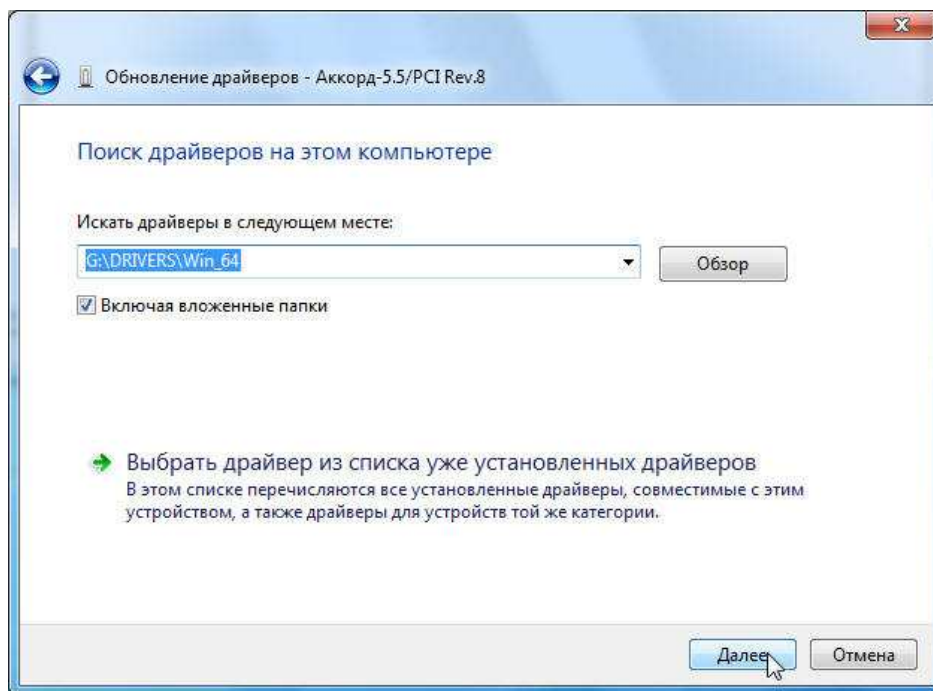 Обновление драйверов - Аккорд-5.5/PCI Rev.8
Поиск драйверов на этом компьютере
Искать драйверы в следующем месте:
G:\DRIVERS\Win_64
Обзор
Включая вложенные папки
Выбрать драйвер из списка уже установленных драйверов
В этом списке перечисляются все установленные драйверы, совместимые с этим
устройством, а также драйверы для устройств той же категории.
Далее
Отмена